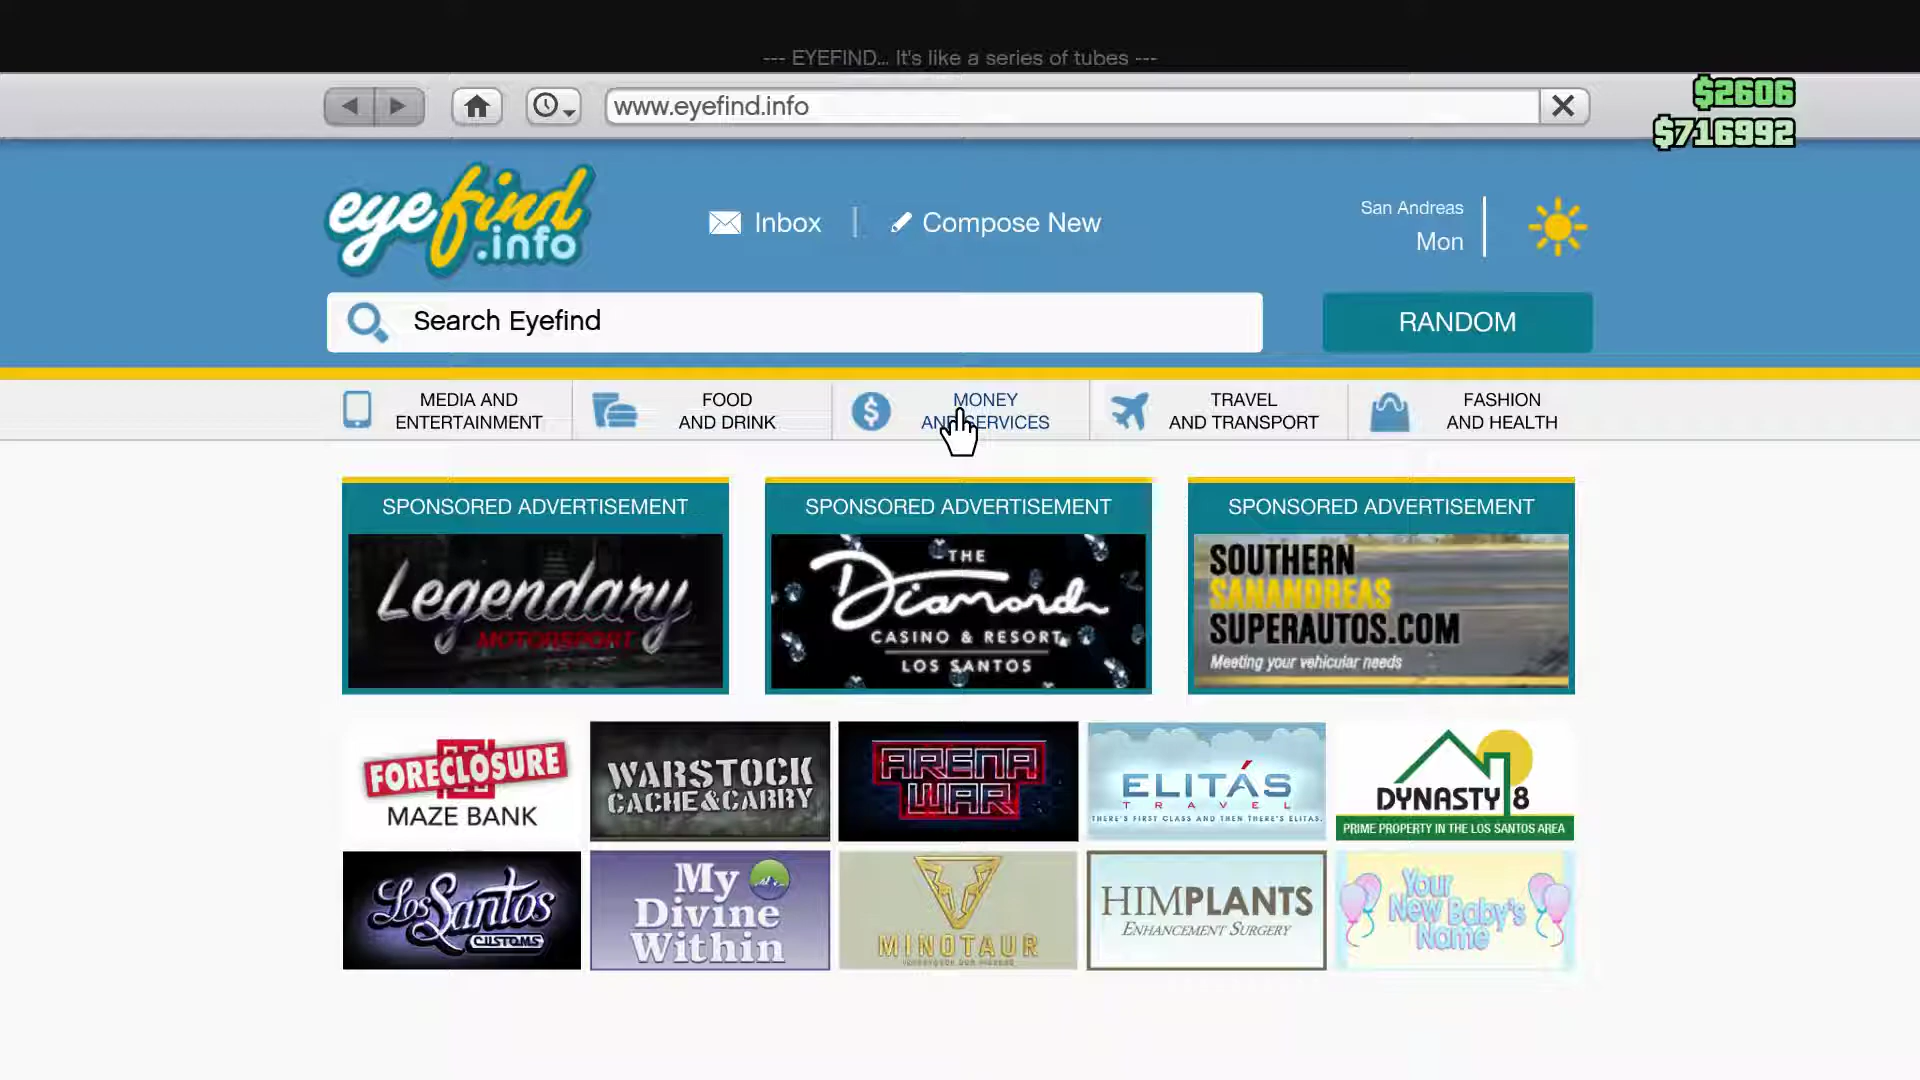 --- EYEFIND... It's like a series of tubes ---
www.eyefind.info
$2606
$716992
eyefind
.info
Inbox
Compose New
San Andreas
Mon
Search Eyefind
RANDOM
MEDIA AND
ENTERTAINMENT
FOOD
AND DRINK
MONEY
AND SERVICES
TRAVEL
AND TRANSPORT
FASHION
AND HEALTH
SPONSORED ADVERTISEMENT
Legendary
MOTORSPORT
SPONSORED ADVERTISEMENT
THE
Diamond
CASINO & RESORT
LOS SANTOS
SPONSORED ADVERTISEMENT
SOUTHERN
SANANDREAS
SUPERAUTOS.COM
Meeting your vehicular needs
FORECLOSURE
MAZE BANK
WARSTOCK
CACHE&CARRY
ARENA
WAR
ELITÁS
TRAVEL
THERE'S FIRST CLASS AND THEN THERE'S ELITAS.
DYNASTY 8
PRIME PROPERTY IN THE LOS SANTOS AREA
Los Santos
CUSTOMS
My
Divine
Within
MINOTAUR
HIMPLANTS
ENHANCEMENT SURGERY
Your
New Baby's
Name